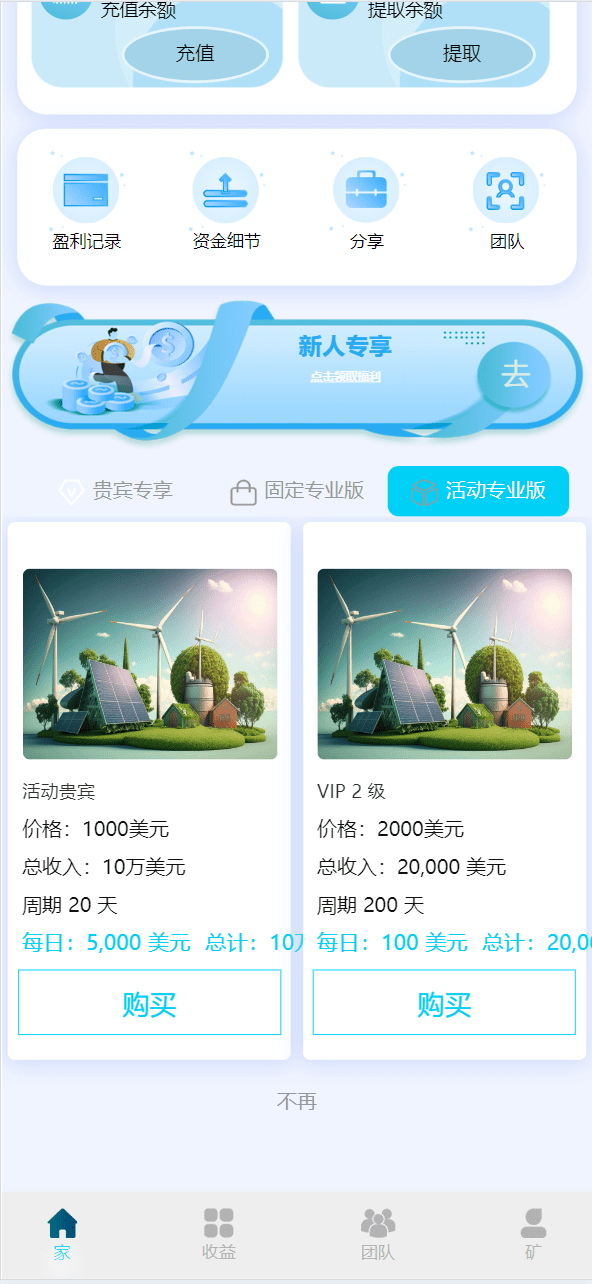 充值余额
提取余额
充值
提取
盈利记录
资金细节
分享
团队
新人专享
点击领取福利
去
贵宾专享
固定专业版
活动专业版
活动贵宾
价格：1000美元
总收入：10万美元
周期 20 天
每日：5,000 美元 总计：10万
购买
VIP 2 级
价格：2000美元
总收入：20,000 美元
周期 200 天
每日：100 美元 总计：20,00
购买
不再
家
收益
团队
矿